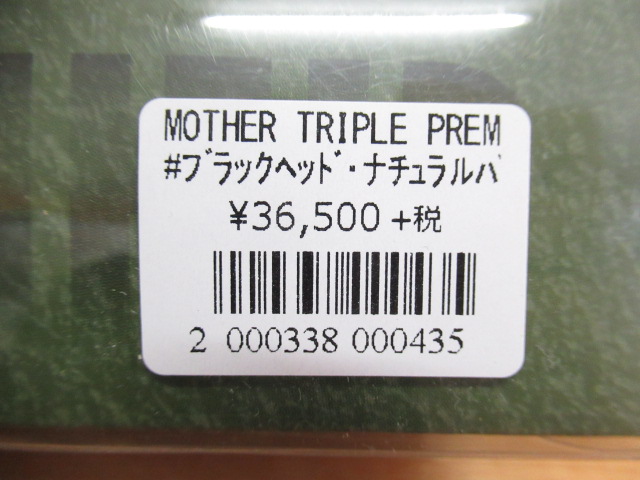 MOTHER TRIPLE PREM
#ブラックヘッド・ナチュラルバ
¥36,500 +税
2 000338 000435